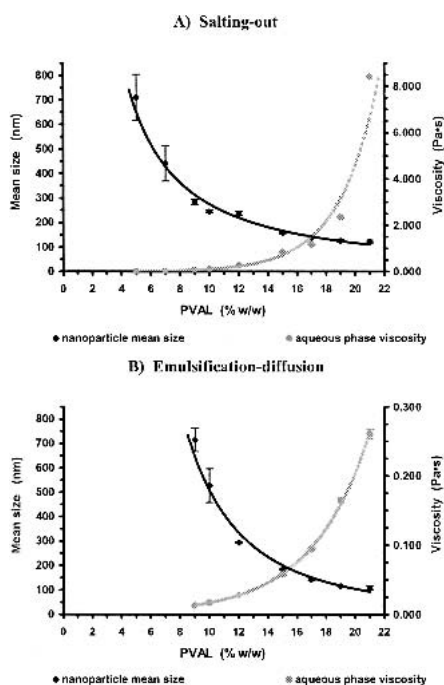 A) Salting-out
800
700
600
500
400
300
200
100
0
Mean size (nm)
8.000
6.000
4.000
2.000
0.000
Viscosity (Pa•s)
0 2 4 6 8 10 12 14 16 18 20 22
PVAL (% w/w)
nanoparticle mean size
aqueous phase viscosity
B) Emulsification-diffusion
800
700
600
500
400
300
200
100
0
Mean size (nm)
0.300
0.200
0.100
0.000
Viscosity (Pa•s)
0 2 4 6 8 10 12 14 16 18 20 22
PVAL (% w/w)
nanoparticle mean size
aqueous phase viscosity